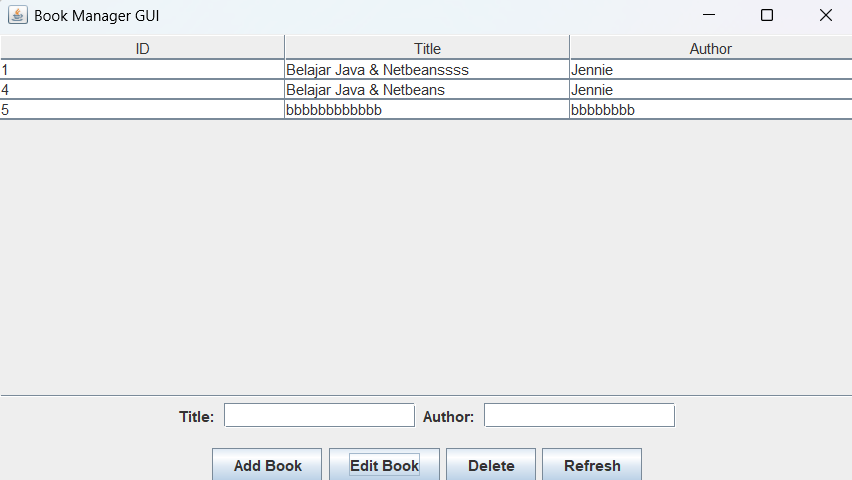 Book Manager GUI
ID Title Author
1 Belajar Java & Netbeanssss Jennie
4 Belajar Java & Netbeans Jennie
5 bbbbbbbbbbbb bbbbbbbb
Title: Author:
Add Book Edit Book Delete Refresh